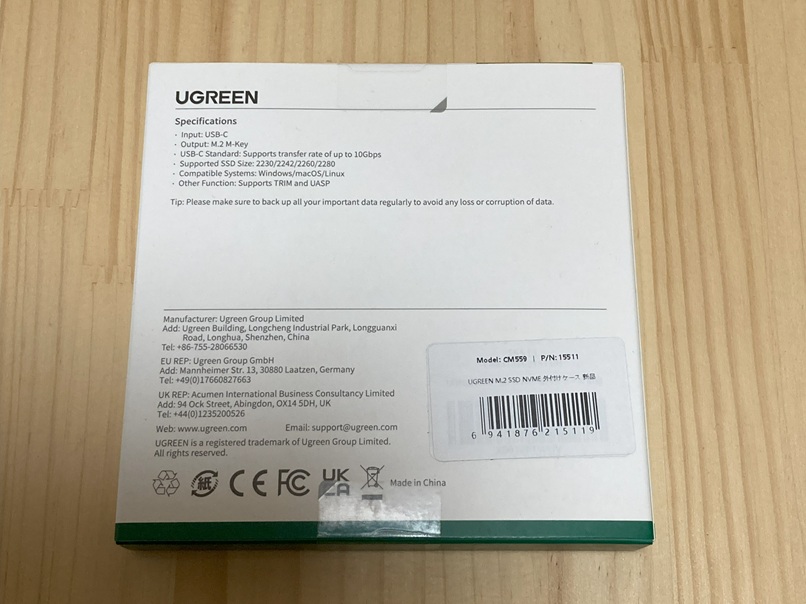 UGREEN
Specifications
· Input: USB-C
· Output: M.2 M-Key
· USB-C Standard: Supports transfer rate of up to 10Gbps
· Supported SSD Size: 2230/2242/2260/2280
· Compatible Systems: Windows/macOS/Linux
· Other Function: Supports TRIM and UASP
Tip: Please make sure to back up all your important data regularly to avoid any loss or corruption of data.
Manufacturer: Ugreen Group Limited
Add: Ugreen Building, Longcheng Industrial Park, Longguanxi
Road, Longhua, Shenzhen, China
Tel: +86-755-28066530
EU REP: Ugreen Group GmbH
Add: Mannheimer Str. 13, 30880 Laatzen, Germany
Tel: +49(0)17660827663
UK REP: Acumen International Business Consultancy Limited
Add: 94 Ock Street, Abingdon, OX14 5DH, UK
Tel: +44(0)1235200526
Web: www.ugreen.com Email: support@ugreen.com
UGREEN is a registered trademark of Ugreen Group Limited.
All rights reserved.
紙 CE FC UK CA Made in China
Model: CM559 | P/N: 15511
UGREEN M.2 SSD NVME 外付けケース 新品
6 941876 215119